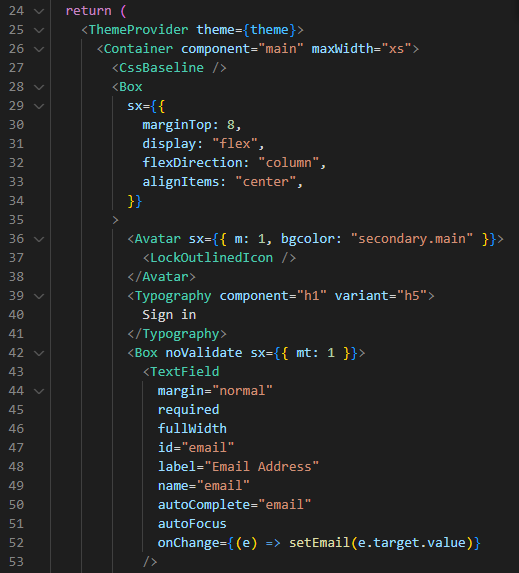 24 return (
25 <ThemeProvider theme={theme}>
26 <Container component="main" maxWidth="xs">
27 <CssBaseline />
28 <Box
29 sx={{
30 marginTop: 8,
31 display: "flex",
32 flexDirection: "column",
33 alignItems: "center",
34 }}
35 >
36 <Avatar sx={{ m: 1, bgcolor: "secondary.main" }}>
37 <LockOutlinedIcon />
38 </Avatar>
39 <Typography component="h1" variant="h5">
40 Sign in
41 </Typography>
42 <Box noValidate sx={{ mt: 1 }}>
43 <TextField
44 margin="normal"
45 required
46 fullWidth
47 id="email"
48 label="Email Address"
49 name="email"
50 autoComplete="email"
51 autoFocus
52 onChange={(e) => setEmail(e.target.value)}
53 />